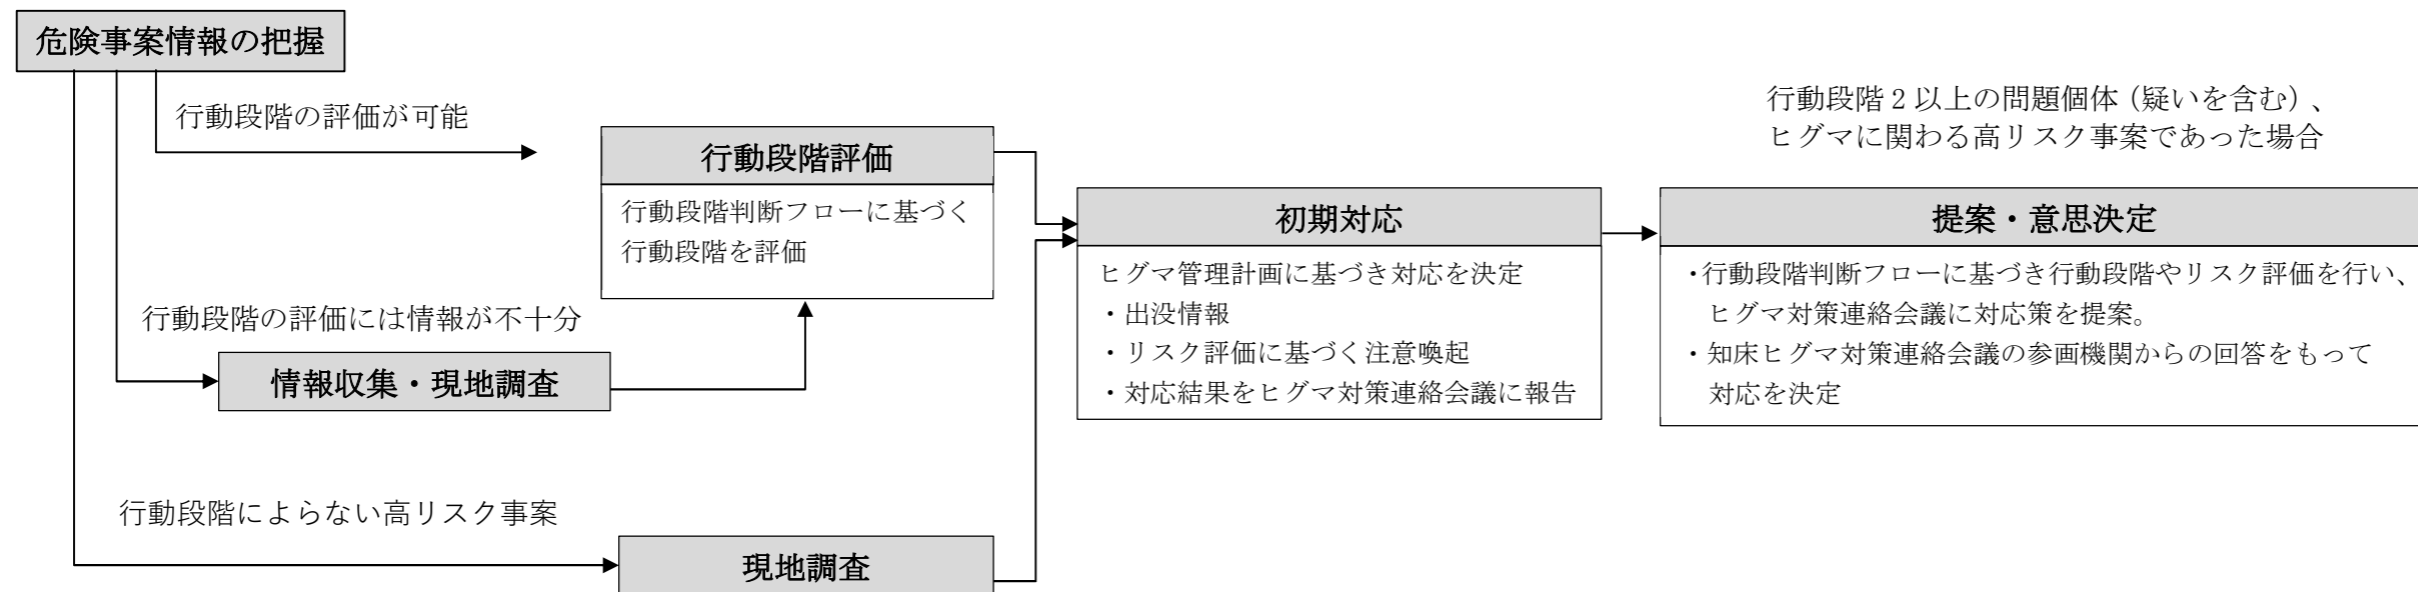 危険事案情報の把握
行動段階の評価が可能
行動段階評価
行動段階判断フローに基づく
行動段階を評価
行動段階の評価には情報が不十分
情報収集・現地調査
行動段階によらない高リスク事案
現地調査
初期対応
ヒグマ管理計画に基づき対応を決定
・出没情報
・リスク評価に基づく注意喚起
・対応結果をヒグマ対策連絡会議に報告
行動段階2以上の問題個体（疑いを含む）、
ヒグマに関わる高リスク事案であった場合
提案・意思決定
・行動段階判断フローに基づき行動段階やリスク評価を行い、
ヒグマ対策連絡会議に対応策を提案。
・知床ヒグマ対策連絡会議の参画機関からの回答をもって
対応を決定